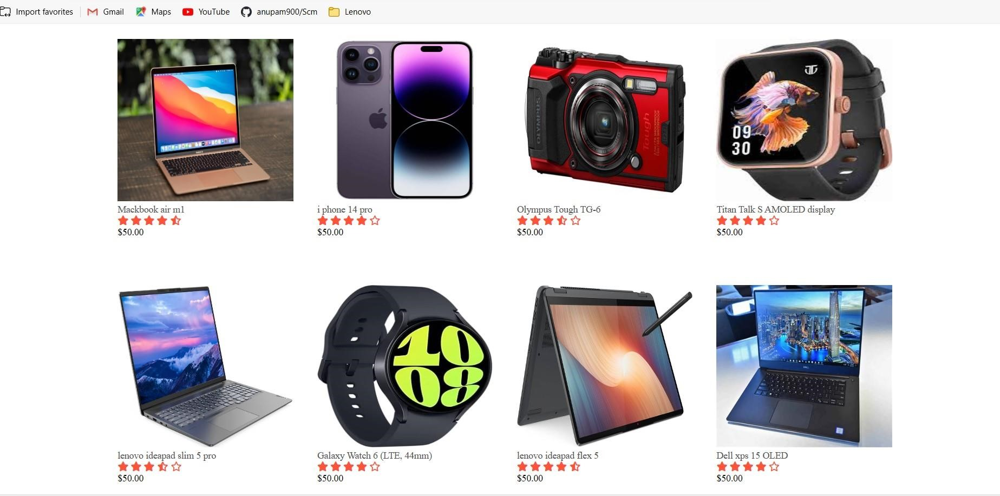 Import favorites Gmail Maps YouTube anupam900/Scm Lenovo
OLYMPUS
Tough
SHOCKPROOF
WATERPROOF
09
30
Mackbook air m1
i phone 14 pro
Olympus Tough TG-6
Titan Talk S AMOLED display
$50.00
$50.00
$50.00
$50.00
10
08
DELL
lenovo ideapad slim 5 pro
Galaxy Watch 6 (LTE, 44mm)
lenovo ideapad flex 5
Dell xps 15 OLED
$50.00
$50.00
$50.00
$50.00